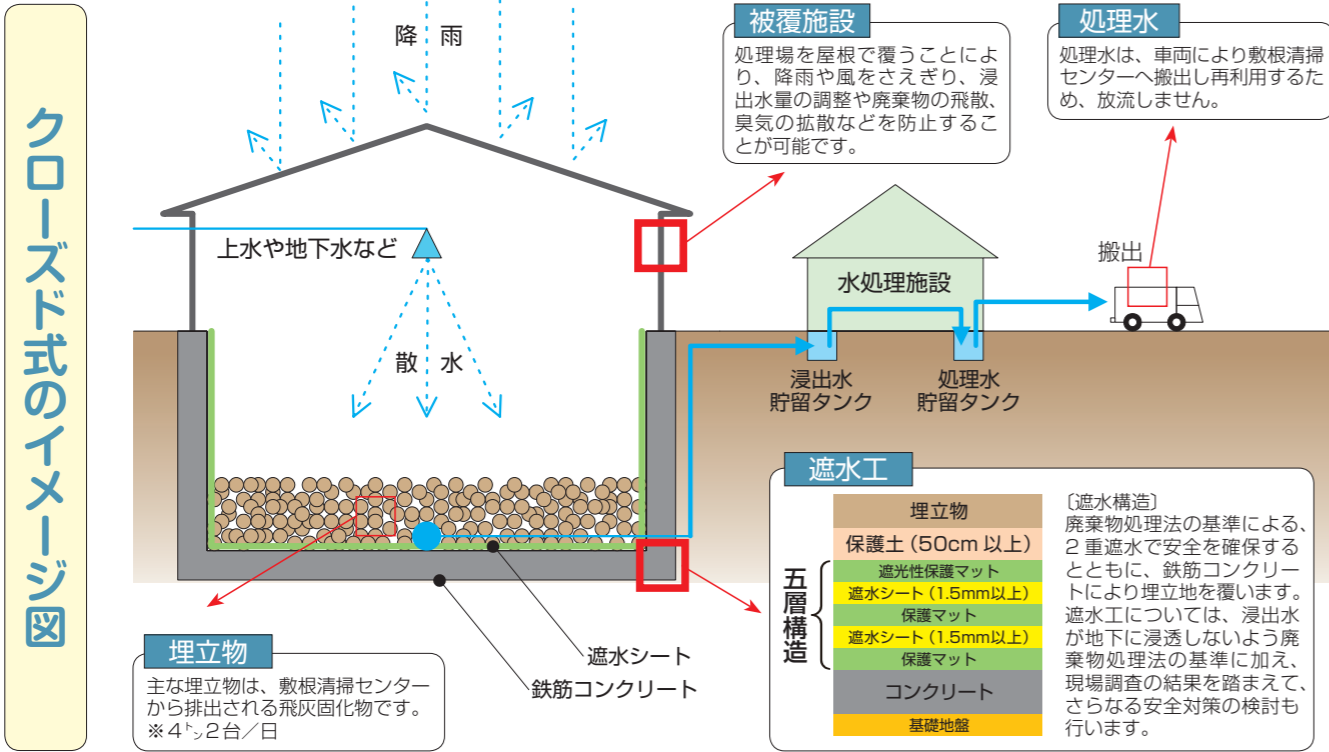 クローズド式のイメージ図
降雨
上水や地下水など
散水
被覆施設
処理場を屋根で覆うことによ
り、降雨や風をさえぎり、浸
出水量の調整や廃棄物の飛散、
臭気の拡散などを防止するこ
とが可能です。
処理水
処理水は、車両により敷根清掃
センターへ搬出し再利用するた
め、放流しません。
搬出
水処理施設
浸出水
貯留タンク
処理水
貯留タンク
遮水シート
鉄筋コンクリート
埋立物
主な埋立物は、敷根清掃センター
から排出される飛灰固化物です。
※4㌧2台/日
遮水工
埋立物
保護土(50cm以上)
五層構造
遮光性保護マット
遮水シート(1.5mm以上)
保護マット
遮水シート(1.5mm以上)
保護マット
コンクリート
基礎地盤
〔遮水構造〕
廃棄物処理法の基準による、
2重遮水で安全を確保する
とともに、鉄筋コンクリー
トにより埋立地を覆います。
遮水工については、浸出水
が地下に浸透しないよう廃
棄物処理法の基準に加え、
現場調査の結果を踏まえて、
さらなる安全対策の検討も
行います。